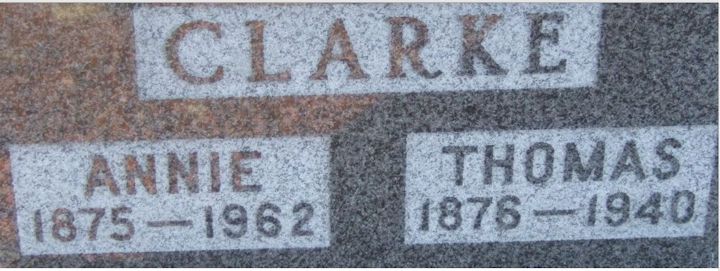 CLARKE
ANNIE
1875 — 1962
THOMAS
1876 — 1940